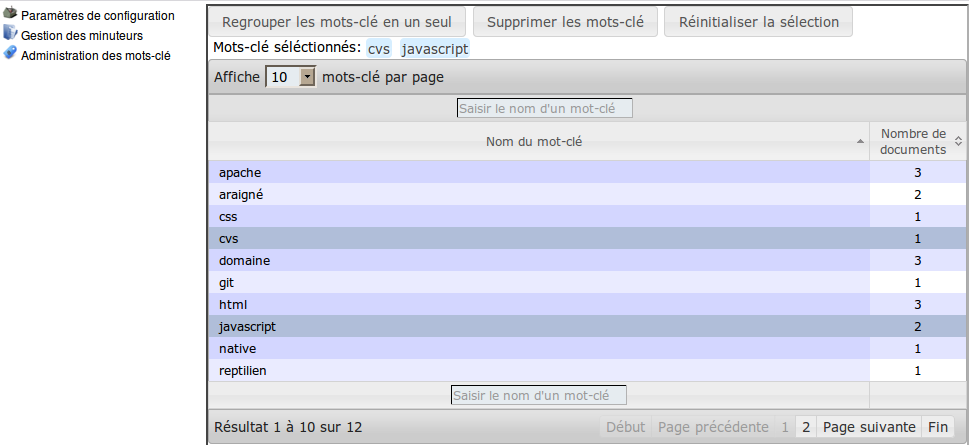 Paramètres de configuration
Gestion des minuteurs
Administration des mots-clé
Regrouper les mots-clé en un seul Supprimer les mots-clé Réinitialiser la sélection
Mots-clé séléctionnés: cvs javascript
Affiche 10 mots-clé par page
Saisir le nom d'un mot-clé
Nom du mot-clé Nombre de
documents
apache 3
araigné 2
css 1
cvs 1
domaine 3
git 1
html 3
javascript 2
native 1
reptilien 1
Saisir le nom d'un mot-clé
Résultat 1 à 10 sur 12 Début Page précédente 1 2 Page suivante Fin